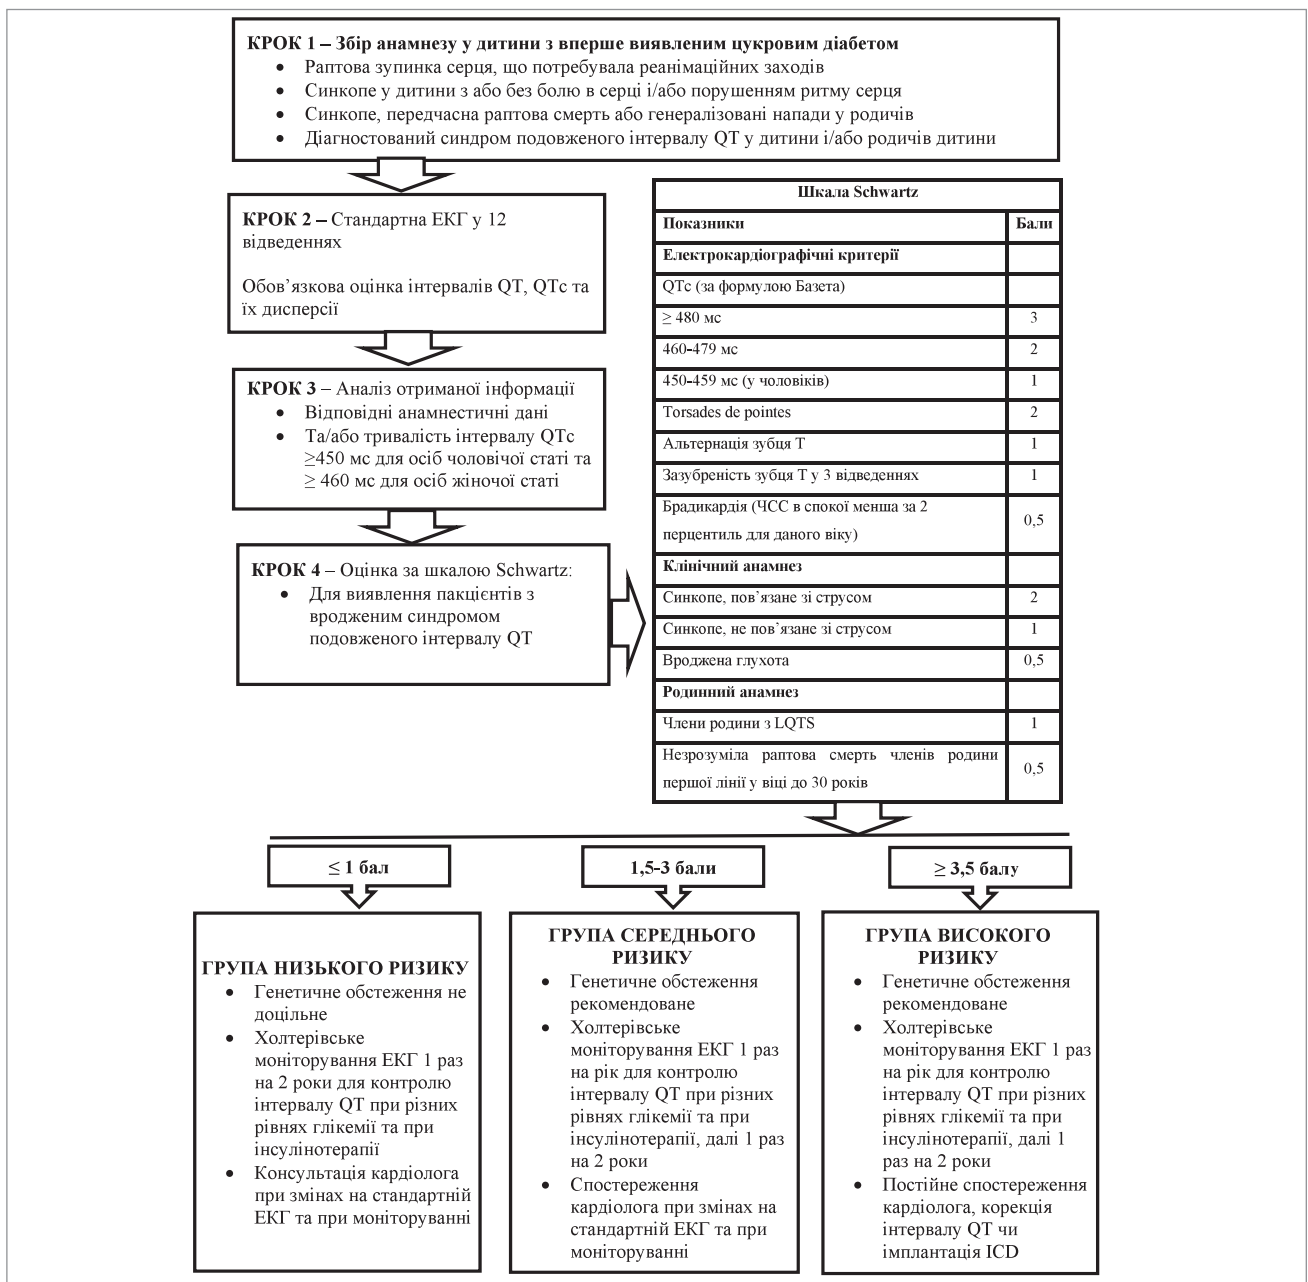 КРОК 1 – Збір анамнезу у дитини з вперше виявленим цукровим діабетом
• Раптова зупинка серця, що потребувала реанімаційних заходів
• Синкопе у дитини з або без болю в серці і/або порушенням ритму серця
• Синкопе, передчасна раптова смерть або генералізовані напади у родичів
• Діагностований синдром подовженого інтервалу QT у дитини і/або родичів дитини
КРОК 2 – Стандартна ЕКГ у 12
відведеннях
Обов’язкова оцінка інтервалів QT, QTc та
їх дисперсії
КРОК 3 – Аналіз отриманої інформації
• Відповідні анамнестичні дані
• Та/або тривалість інтервалу QTc
≥450 мс для осіб чоловічої статі та
≥ 460 мс для осіб жіночої статі
КРОК 4 – Оцінка за шкалою Schwartz:
• Для виявлення пакцієнтів з
вродженим синдромом
подовженого інтервалу QT
Шкала Schwartz
Показники Бали
Електрокардіографічні критерії
QTc (за формулою Базета)
≥ 480 мс 3
460-479 мс 2
450-459 мс (у чоловіків) 1
Torsades de pointes 2
Альтернація зубця Т 1
Зазубреність зубця Т у 3 відведеннях 1
Брадикардія (ЧСС в спокої менша за 2
перцентиль для даного віку) 0,5
Клінічний анамнез
Синкопе, пов’язане зі струсом 2
Синкопе, не пов’язане зі струсом 1
Вроджена глухота 0,5
Родинний анамнез
Члени родини з LQTS 1
Незрозуміла раптова смерть членів родини
першої лінії у віці до 30 років 0,5
≤ 1 бал
1,5-3 бали
≥ 3,5 балу
ГРУПА НИЗЬКОГО РИЗИКУ
• Генетичне обстеження не
доцільне
• Холтерівське
моніторування ЕКГ 1 раз
на 2 роки для контролю
інтервалу QT при різних
рівнях глікемії та при
інсулінотерапії
• Консультація кардіолога
при змінах на стандартній
ЕКГ та при моніторуванні
ГРУПА СЕРЕДНЬОГО
РИЗИКУ
• Генетичне обстеження
рекомендоване
• Холтерівське
моніторування ЕКГ 1 раз
на рік для контролю
інтервалу QT при різних
рівнях глікемії та при
інсулінотерапії, далі 1 раз
на 2 роки
• Спостереження
кардіолога при змінах на
стандартній ЕКГ та при
моніторуванні
ГРУПА ВИСОКОГО
РИЗИКУ
• Генетичне обстеження
рекомендоване
• Холтерівське
моніторування ЕКГ 1 раз
на рік для контролю
інтервалу QT при різних
рівнях глікемії та при
інсулінотерапії, далі 1
раз на 2 роки
• Постійне спостереження
кардіолога, корекція
інтервалу QT чи
імплантація ICD